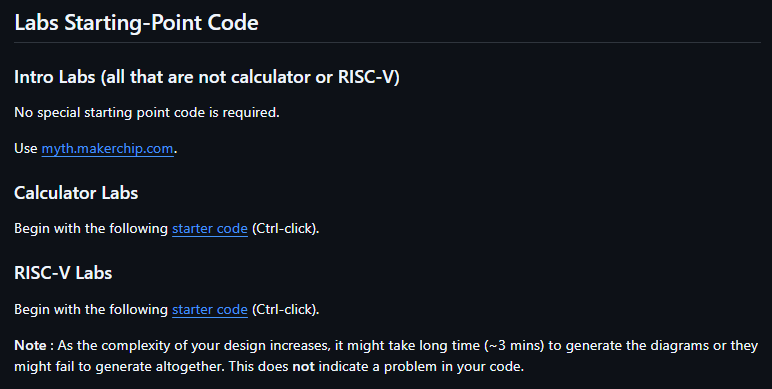 Labs Starting-Point Code
Intro Labs (all that are not calculator or RISC-V)
No special starting point code is required.
Use myth.makerchip.com.
Calculator Labs
Begin with the following starter code (Ctrl-click).
RISC-V Labs
Begin with the following starter code (Ctrl-click).
Note : As the complexity of your design increases, it might take long time (~3 mins) to generate the diagrams or they
might fail to generate altogether. This does not indicate a problem in your code.